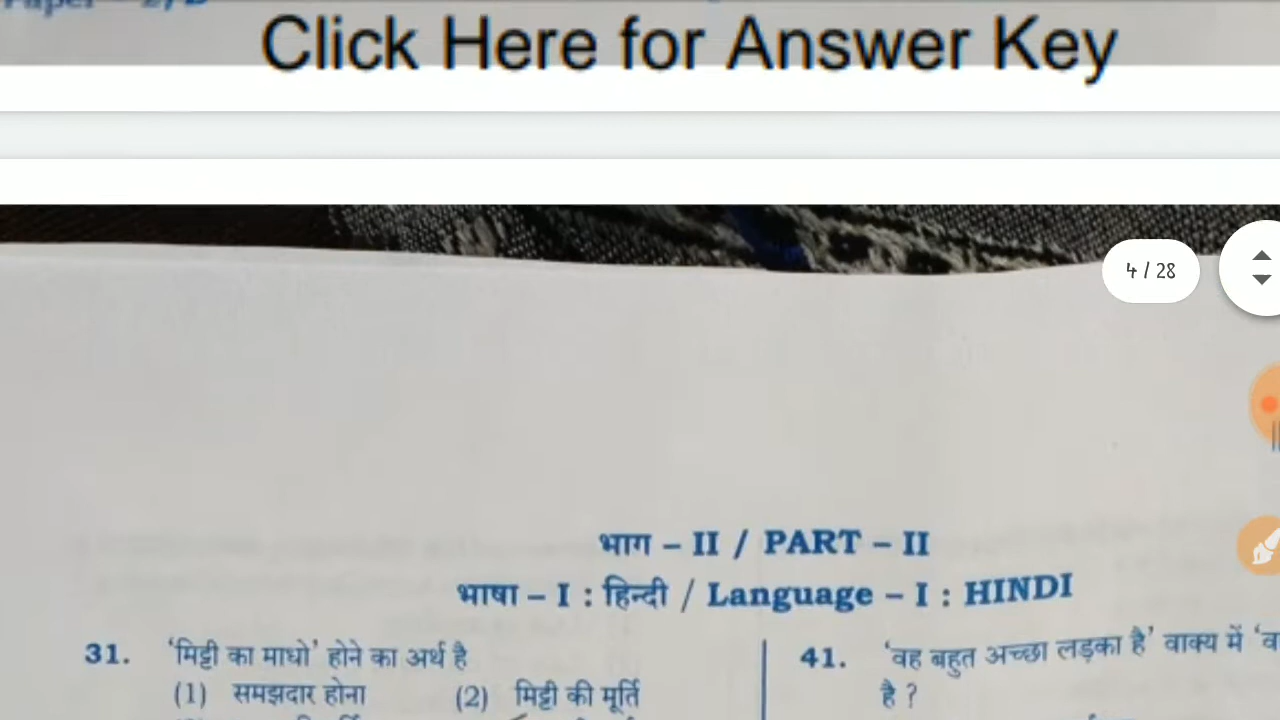 Click Here for Answer Key
4 / 28
भाग – II / PART – II
भाषा – I : हिन्दी / Language – I : HINDI
31. ‘मिट्टी का माधो’ होने का अर्थ है
(1) समझदार होना (2) मिट्टी की मूर्ति
41. ‘वह बहुत अच्छा लड़का है’ वाक्य में
है ?